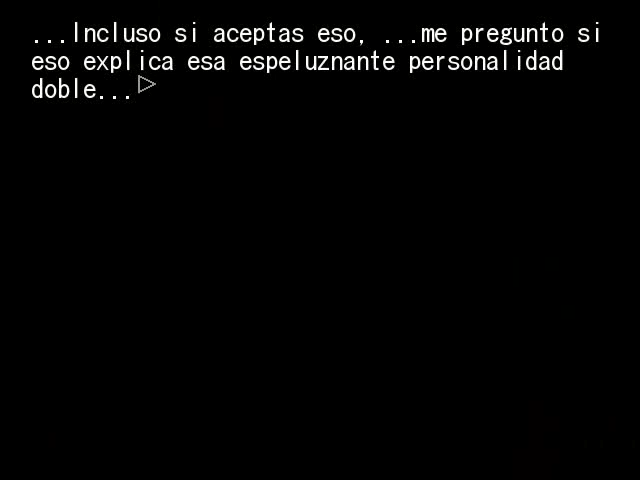 ...Incluso si aceptas eso, ...me pregunto si
eso explica esa espeluznante personalidad
doble...